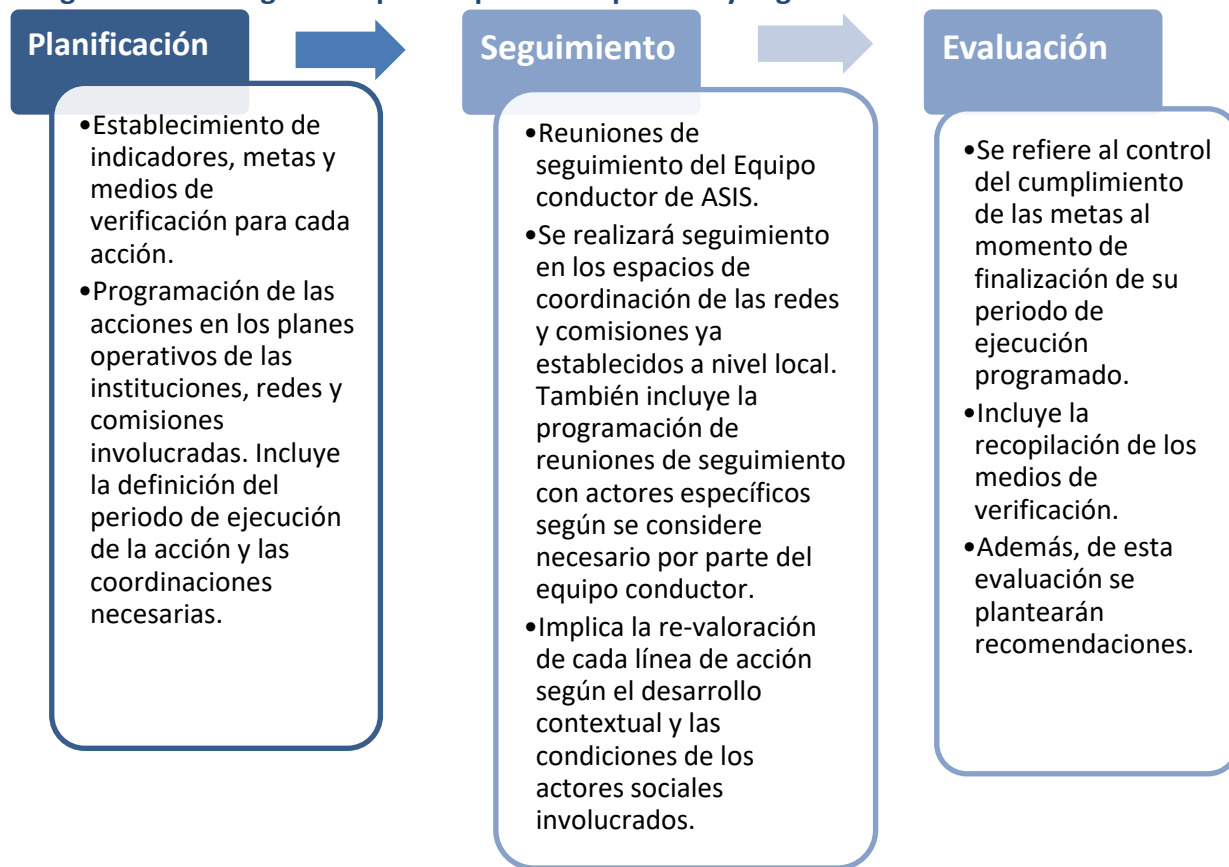 Planificación
•Establecimiento de
indicadores, metas y
medios de
verificación para cada
acción.
•Programación de las
acciones en los planes
operativos de las
instituciones, redes y
comisiones
involucradas. Incluye
la definición del
periodo de ejecución
de la acción y las
coordinaciones
necesarias.
Seguimiento
•Reuniones de
seguimiento del Equipo
conductor de ASIS.
•Se realizará seguimiento
en los espacios de
coordinación de las redes
y comisiones ya
establecidos a nivel local.
También incluye la
programación de
reuniones de seguimiento
con actores específicos
según se considere
necesario por parte del
equipo conductor.
•Implica la re-valoración
de cada línea de acción
según el desarrollo
contextual y las
condiciones de los
actores sociales
involucrados.
Evaluación
•Se refiere al control
del cumplimiento
de las metas al
momento de
finalización de su
periodo de
ejecución
programado.
•Incluye la
recopilación de los
medios de
verificación.
•Además, de esta
evaluación se
plantearán
recomendaciones.